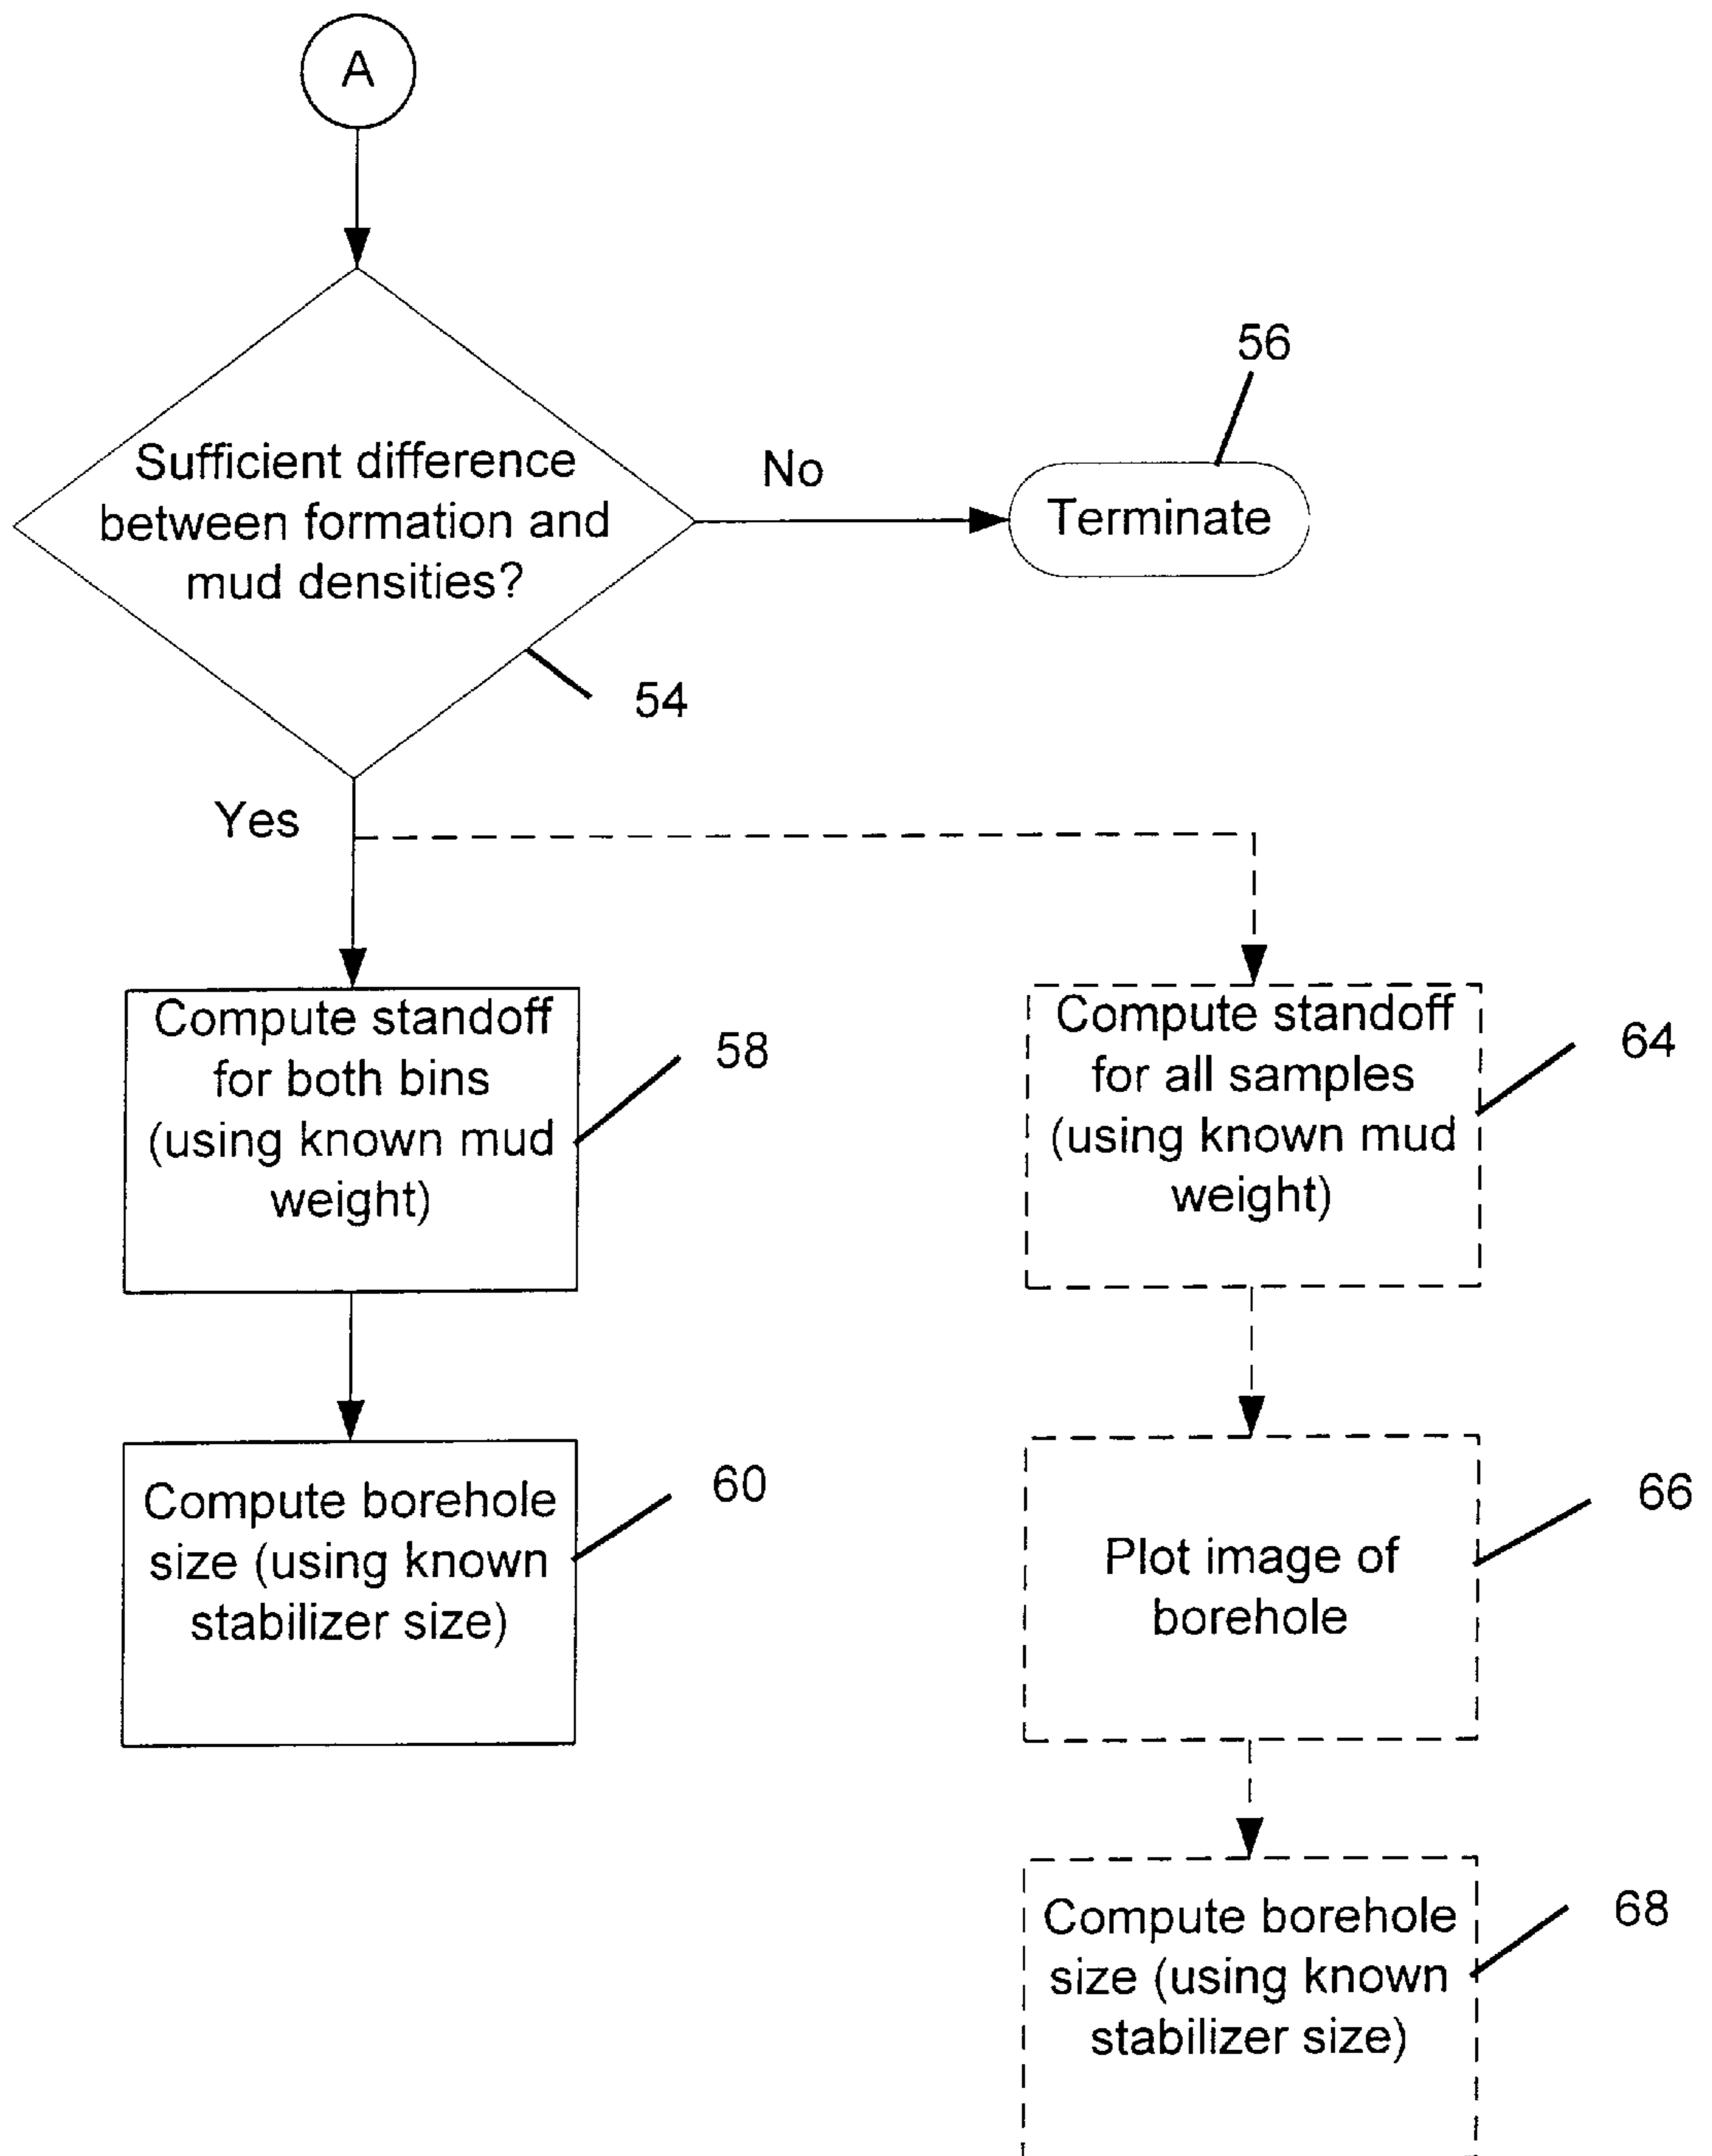 A
56
Sufficient difference
between formation and
mud densities?
No
Terminate
54
Yes
Compute standoff
for both bins
(using known mud
weight)
58
Compute standoff
for all samples
(using known mud
weight)
64
Compute borehole
size (using known
stabilizer size)
60
Plot image of
borehole
66
Compute borehole
size (using known
stabilizer size)
68